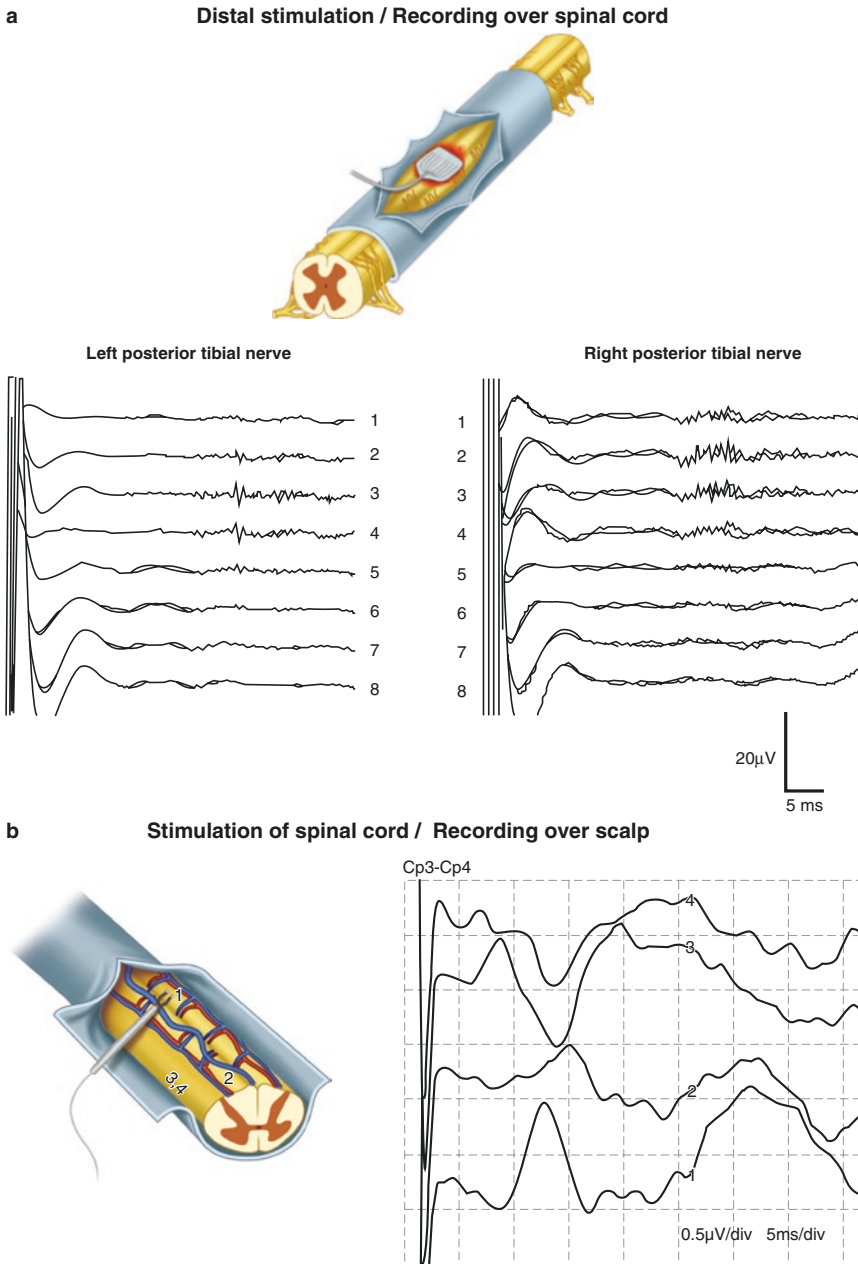 a
Distal stimulation / Recording over spinal cord
Left posterior tibial nerve
1
2
3
4
5
6
7
8
Right posterior tibial nerve
1
2
3
4
5
6
7
8
20µV
5 ms
b
Stimulation of spinal cord / Recording over scalp
1
2
3,4
Cp3-Cp4
4
3
2
1
0.5µV/div 5ms/div